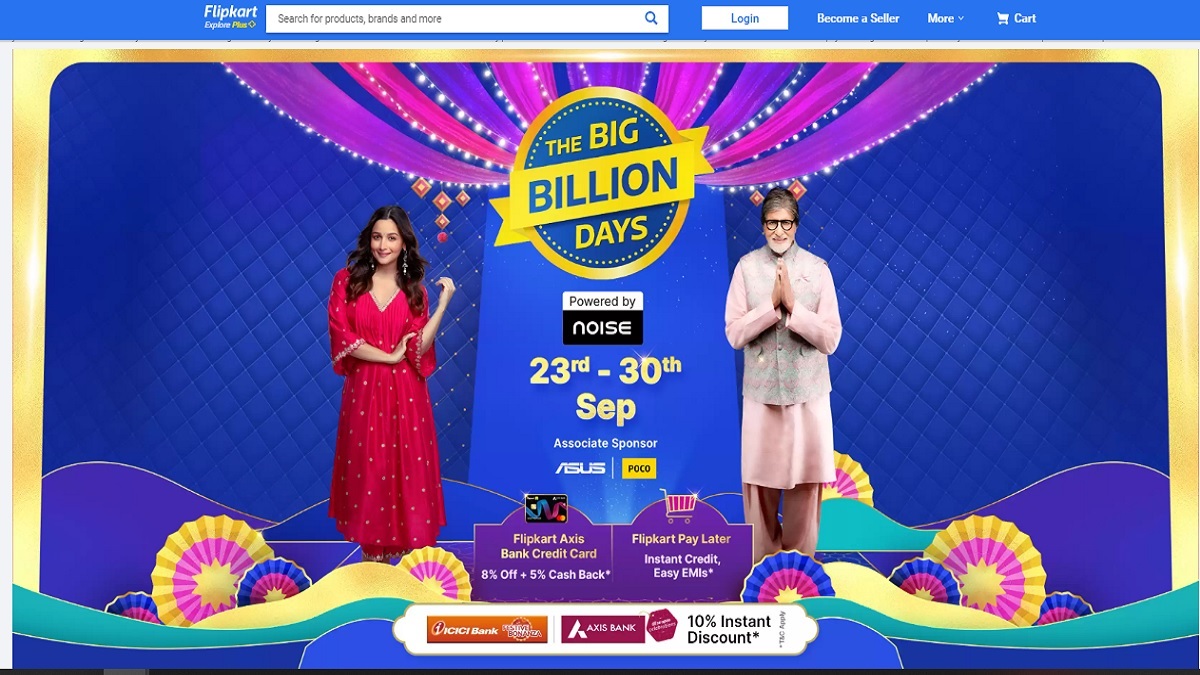 Flipkart
Explore Plus
Search for products, brands and more
Login
Become a Seller
More
Cart
THE BIG
BILLION
DAYS
Powered by
NOISE
23rd - 30th
Sep
Associate Sponsor
ASUS
POCO
Flipkart Axis
Bank Credit Card
8% Off + 5% Cash Back*
Flipkart Pay Later
Instant Credit,
Easy EMIs*
ICICI Bank
FESTIVE
BONANZA
AXIS BANK
10% Instant
Discount*
*T&C Apply